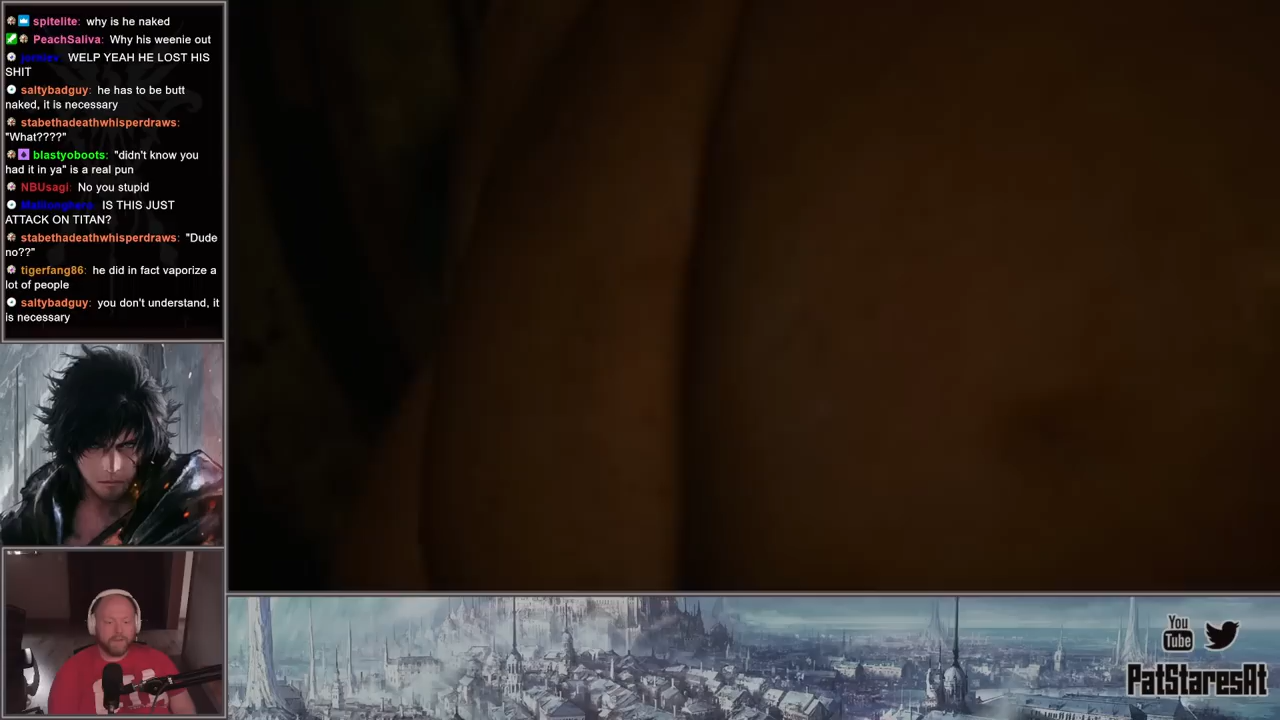 spitelite: why is he naked
PeachSaliva: Why his weenie out
WELP YEAH HE LOST HIS
SHIT
saltybadguy: he has to be butt
naked, it is necessary
stabethadeathwhisperdraws:
"What????"
blastyoboots: "didn't know you
had it in ya" is a real pun
NBUsagi: No you stupid
IS THIS JUST
ATTACK ON TITAN?
stabethadeathwhisperdraws: "Dude
no??"
tigerfang86: he did in fact vaporize a
lot of people
saltybadguy: you don't understand, it
is necessary
You
Tube
PatStaresAt